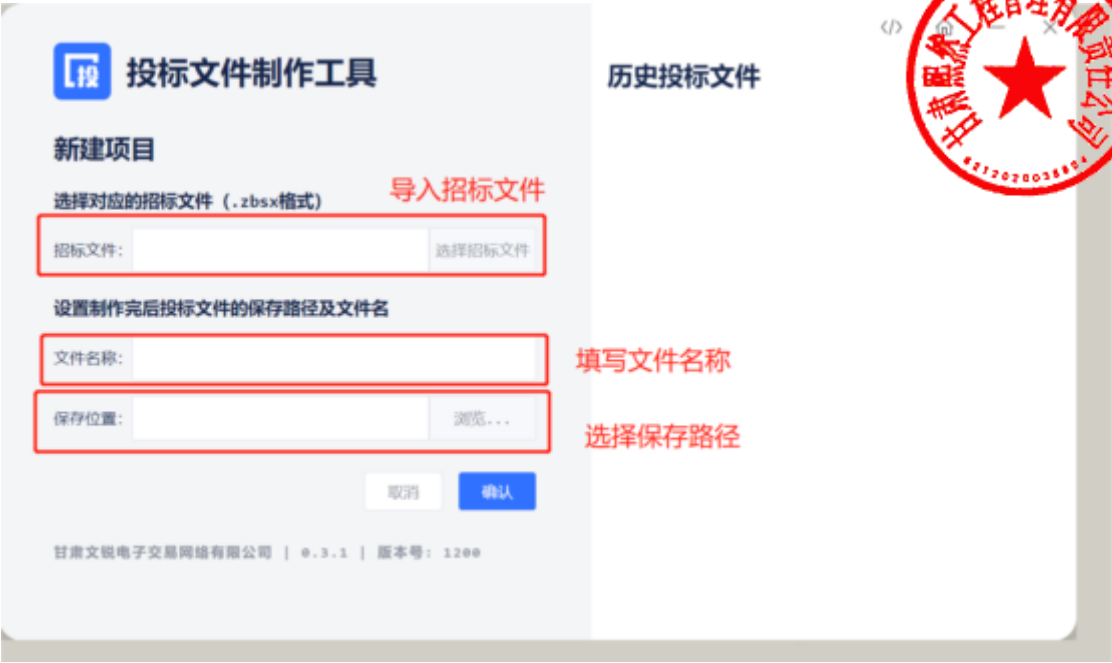 投
投标文件制作工具
历史投标文件
</>
新建项目
选择对应的招标文件 (.zbsx格式)
导入招标文件
招标文件:
选择招标文件
设置制作完后投标文件的保存路径及文件名
文件名称:
填写文件名称
保存位置:
浏览...
选择保存路径
取消
确认
甘肃文锐电子交易网络有限公司 | 0.3.1 | 版本号: 1200